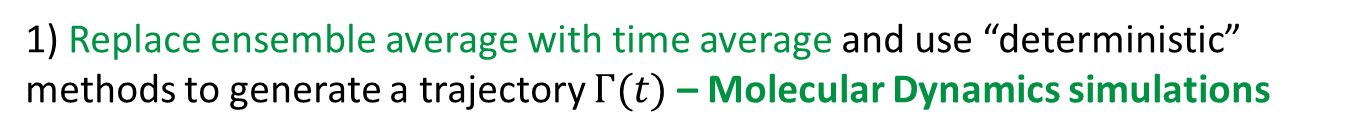 1) Replace ensemble average with time average and use “deterministic”
methods to generate a trajectory Γ(t) – Molecular Dynamics simulations